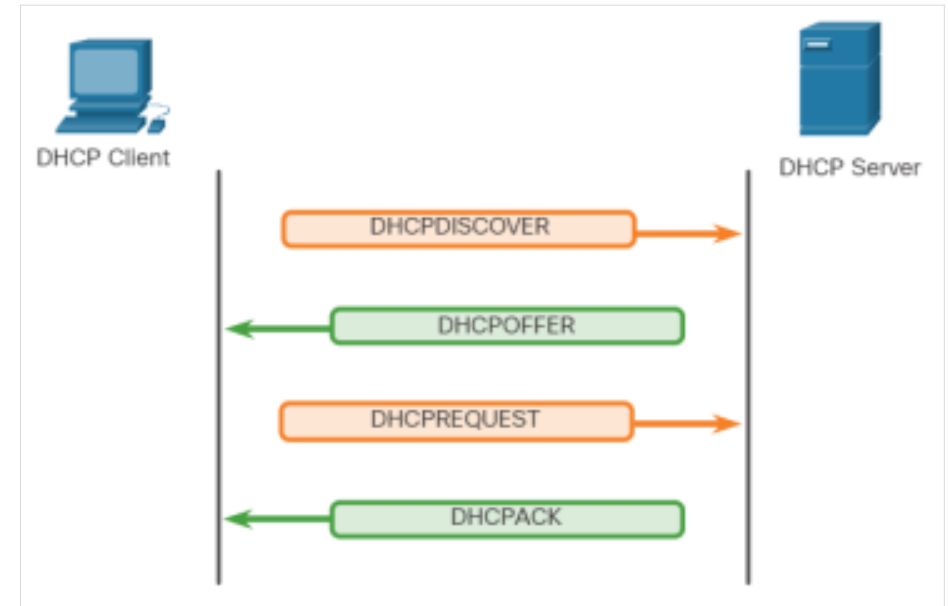 DHCP Client
DHCP Server
DHCPDISCOVER
DHCPOFFER
DHCPREQUEST
DHCPACK